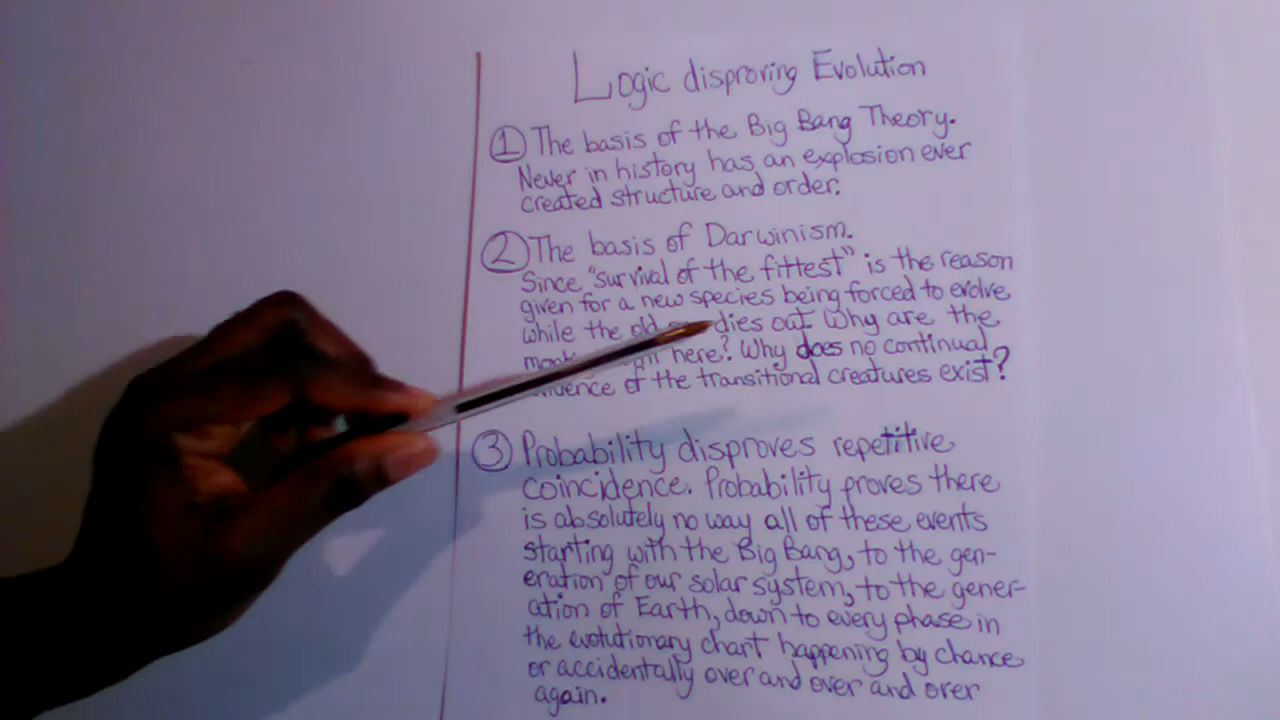 Logic disproving Evolution
① The basis of the Big Bang Theory.
Never in history has an explosion ever
created structure and order.
② The basis of Darwinism.
Since "survival of the fittest" is the reason
given for a new species being forced to evolve
while the old dies out. Why are the
here? Why does no continual
of the transitional creatures exist?
③ Probability disproves repetitive
coincidence. Probability proves there
is absolutely no way all of these events
starting with the Big Bang, to the gen-
eration of our solar system, to the gener-
ation of Earth, down to every phase in
the evolutionary chart happening by chance
or accidentally over and over and over
again.